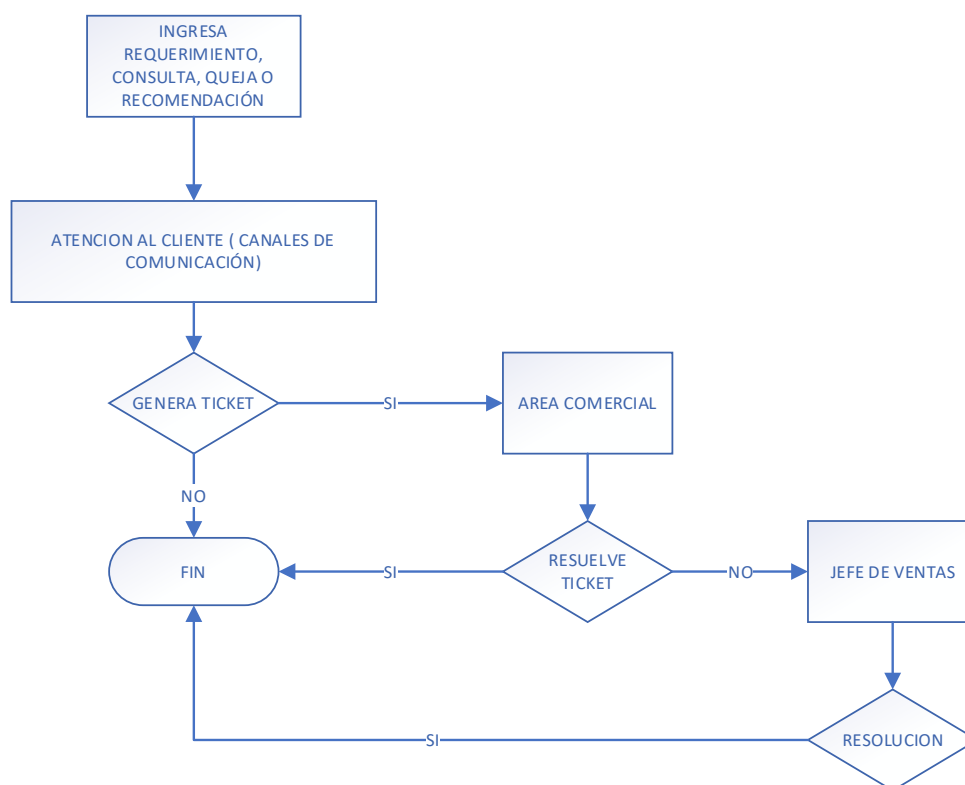 INGRESA
REQUERIMIENTO,
CONSULTA, QUEJA O
RECOMENDACIÓN
ATENCION AL CLIENTE ( CANALES DE
COMUNICACIÓN)
GENERA TICKET
SI
AREA COMERCIAL
NO
FIN
SI
RESUELVE
TICKET
NO
JEFE DE VENTAS
SI
RESOLUCION